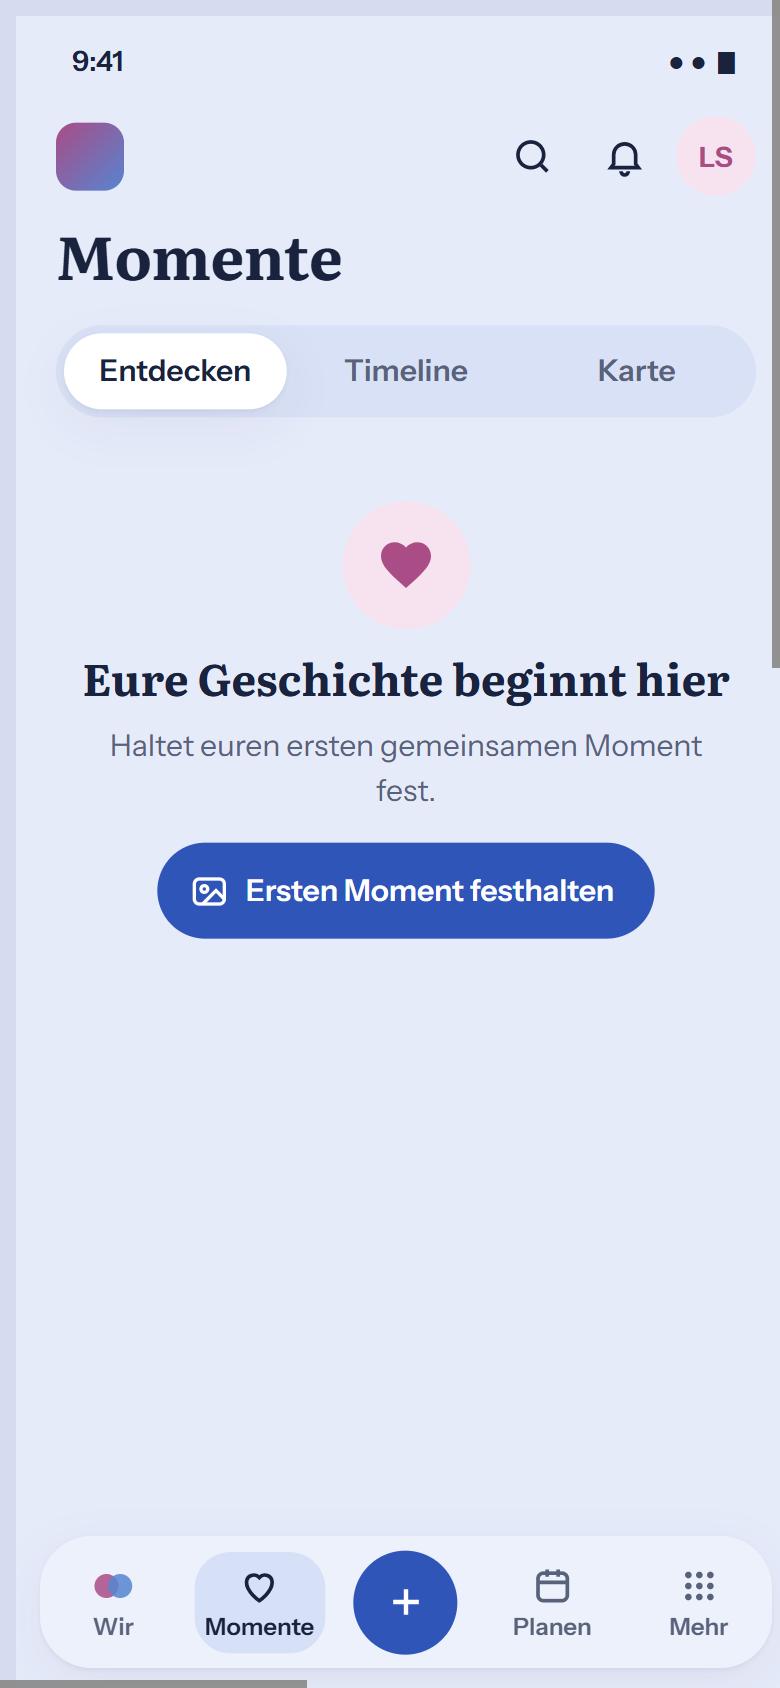 9:41
LS
Momente
Entdecken
Timeline
Karte
Eure Geschichte beginnt hier
Haltet euren ersten gemeinsamen Moment
fest.
Ersten Moment festhalten
Wir
Momente
Planen
Mehr